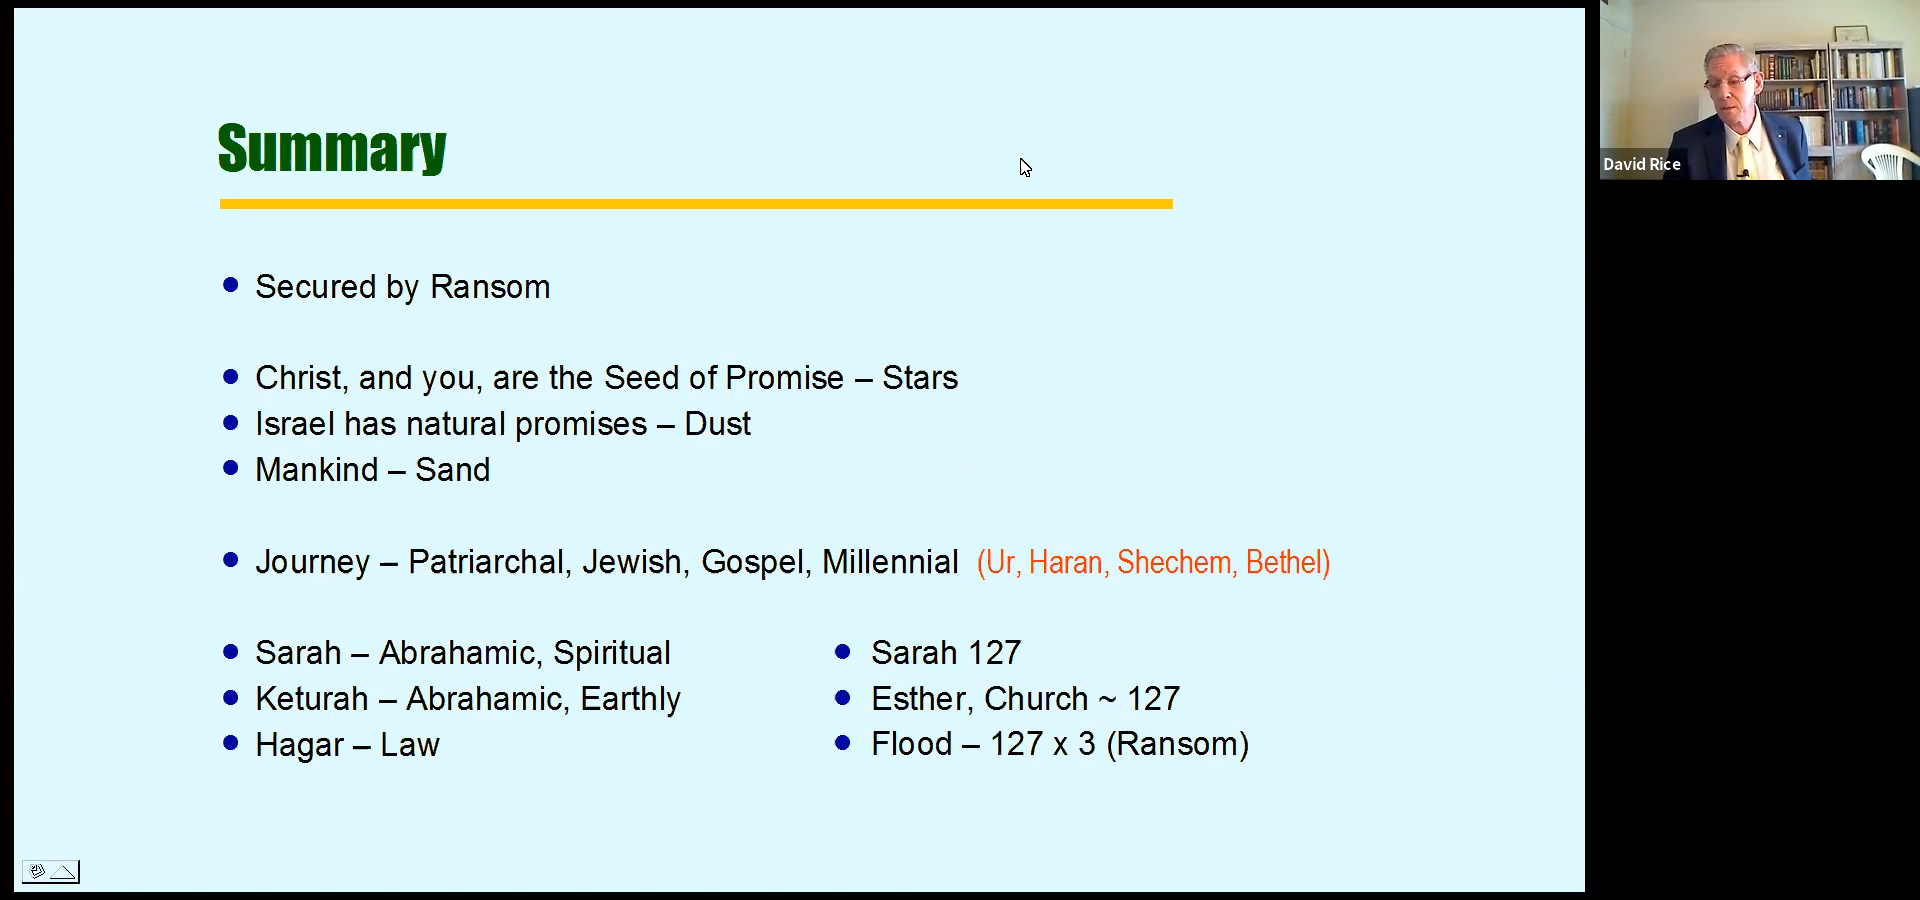 Summary
• Secured by Ransom
• Christ, and you, are the Seed of Promise – Stars
• Israel has natural promises – Dust
• Mankind – Sand
• Journey – Patriarchal, Jewish, Gospel, Millennial (Ur, Haran, Shechem, Bethel)
• Sarah – Abrahamic, Spiritual
• Keturah – Abrahamic, Earthly
• Hagar – Law
• Sarah 127
• Esther, Church ~ 127
• Flood – 127 x 3 (Ransom)
David Rice